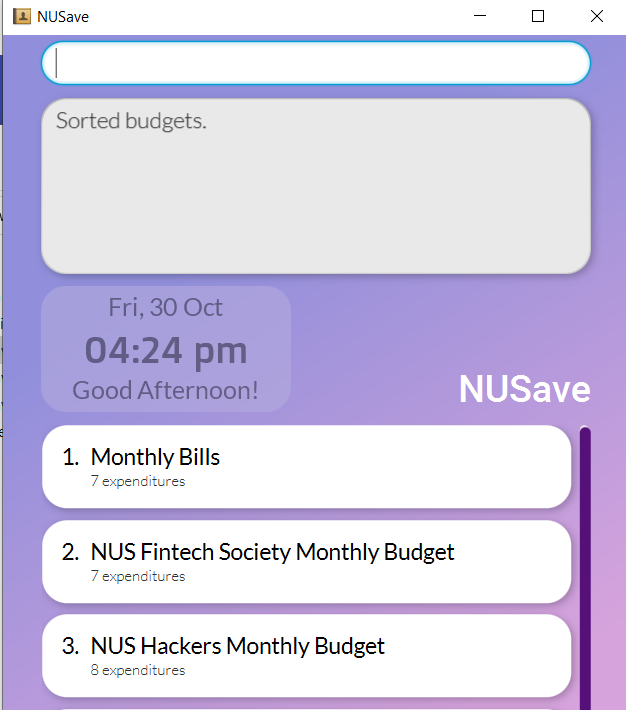 NUSave
Sorted budgets.
Fri, 30 Oct
04:24 pm
Good Afternoon!
NUSave
1. Monthly Bills
7 expenditures
2. NUS Fintech Society Monthly Budget
7 expenditures
3. NUS Hackers Monthly Budget
8 expenditures